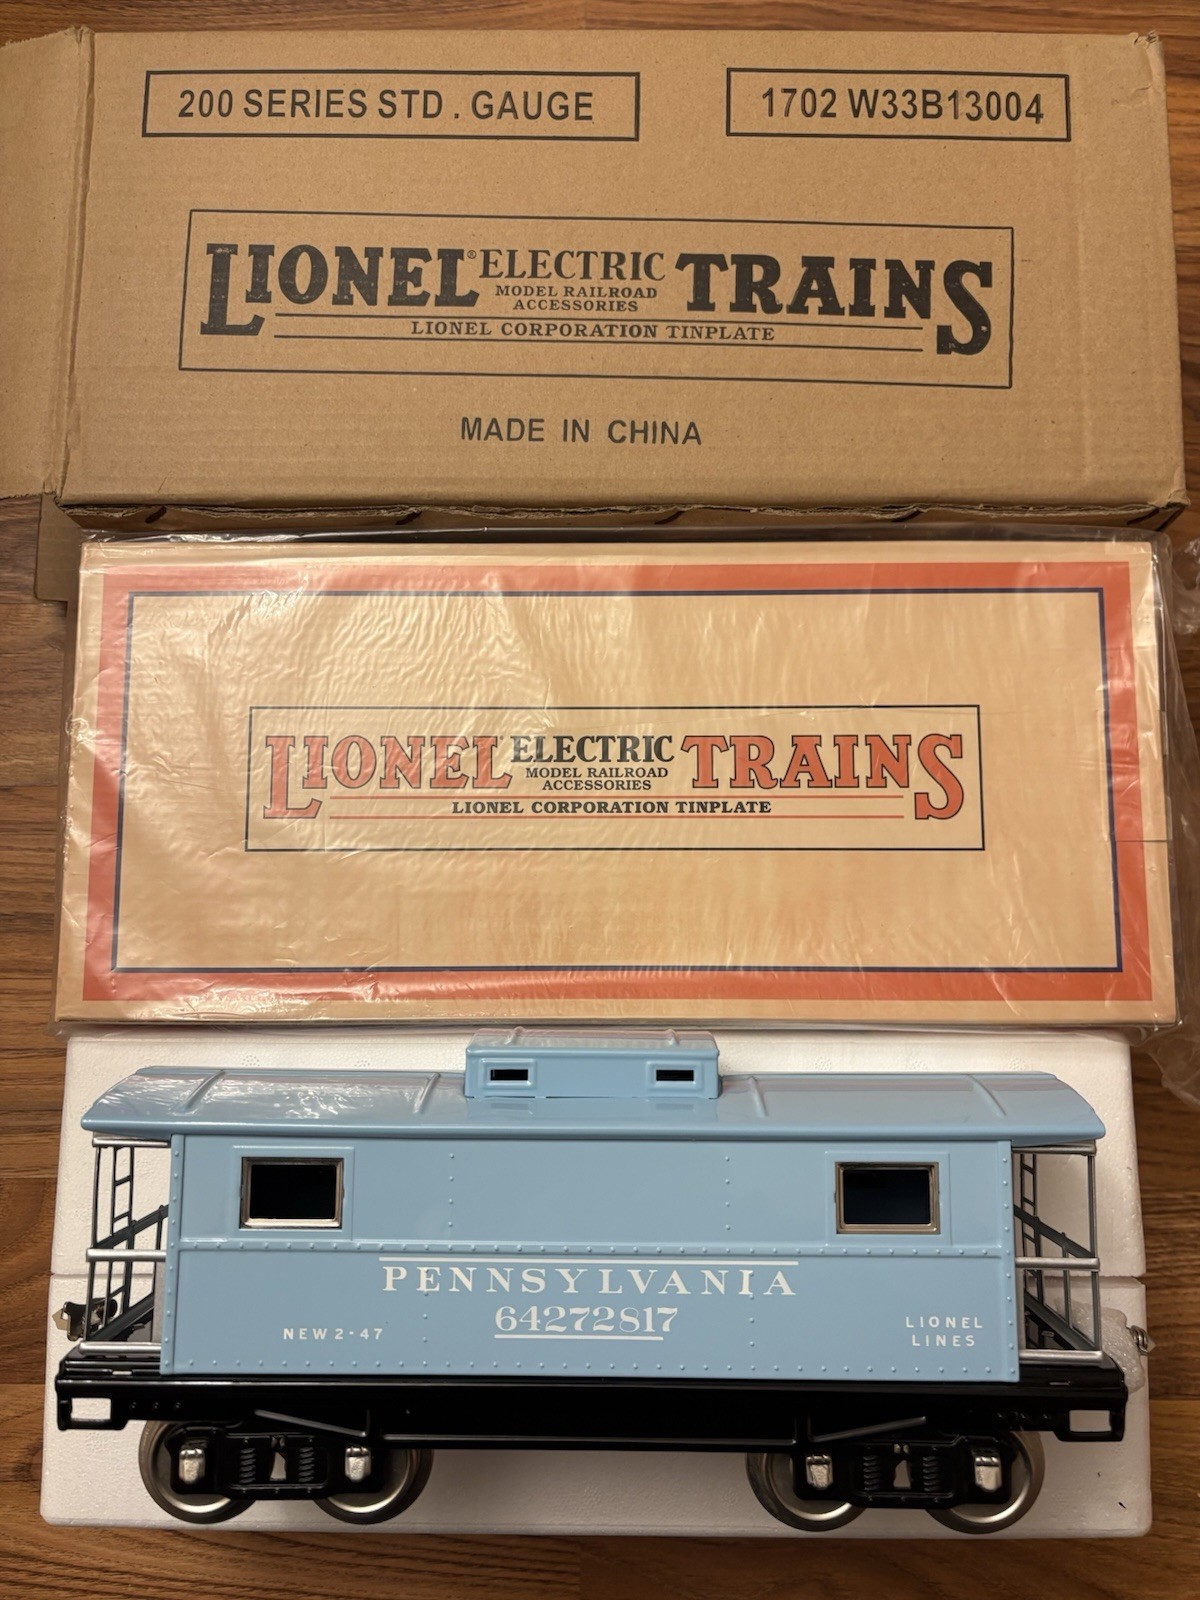 200 SERIES STD . GAUGE
1702 W33B13004
LIONEL® ELECTRIC TRAINS
MODEL RAILROAD
ACCESSORIES
LIONEL CORPORATION TINPLATE
MADE IN CHINA
LIONEL ELECTRIC TRAINS
MODEL RAILROAD
ACCESSORIES
LIONEL CORPORATION TINPLATE
PENNSYLVANIA
64272817
NEW 2-47
LIONEL
LINES